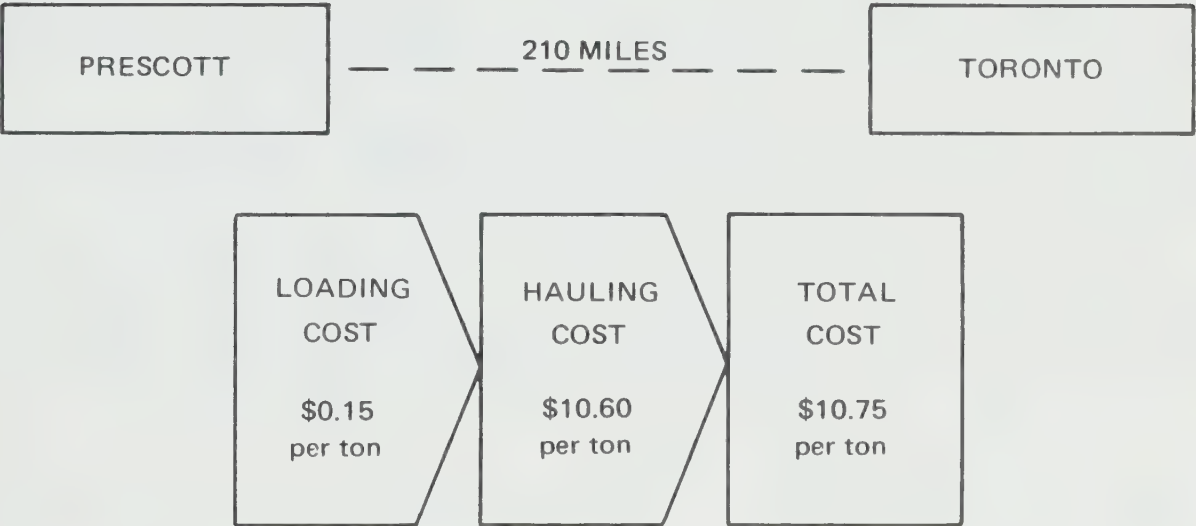 PRESCOTT
210 MILES
TORONTO
LOADING
COST
$0.15
per ton
HAULING
COST
$10.60
per ton
TOTAL
COST
$10.75
per ton